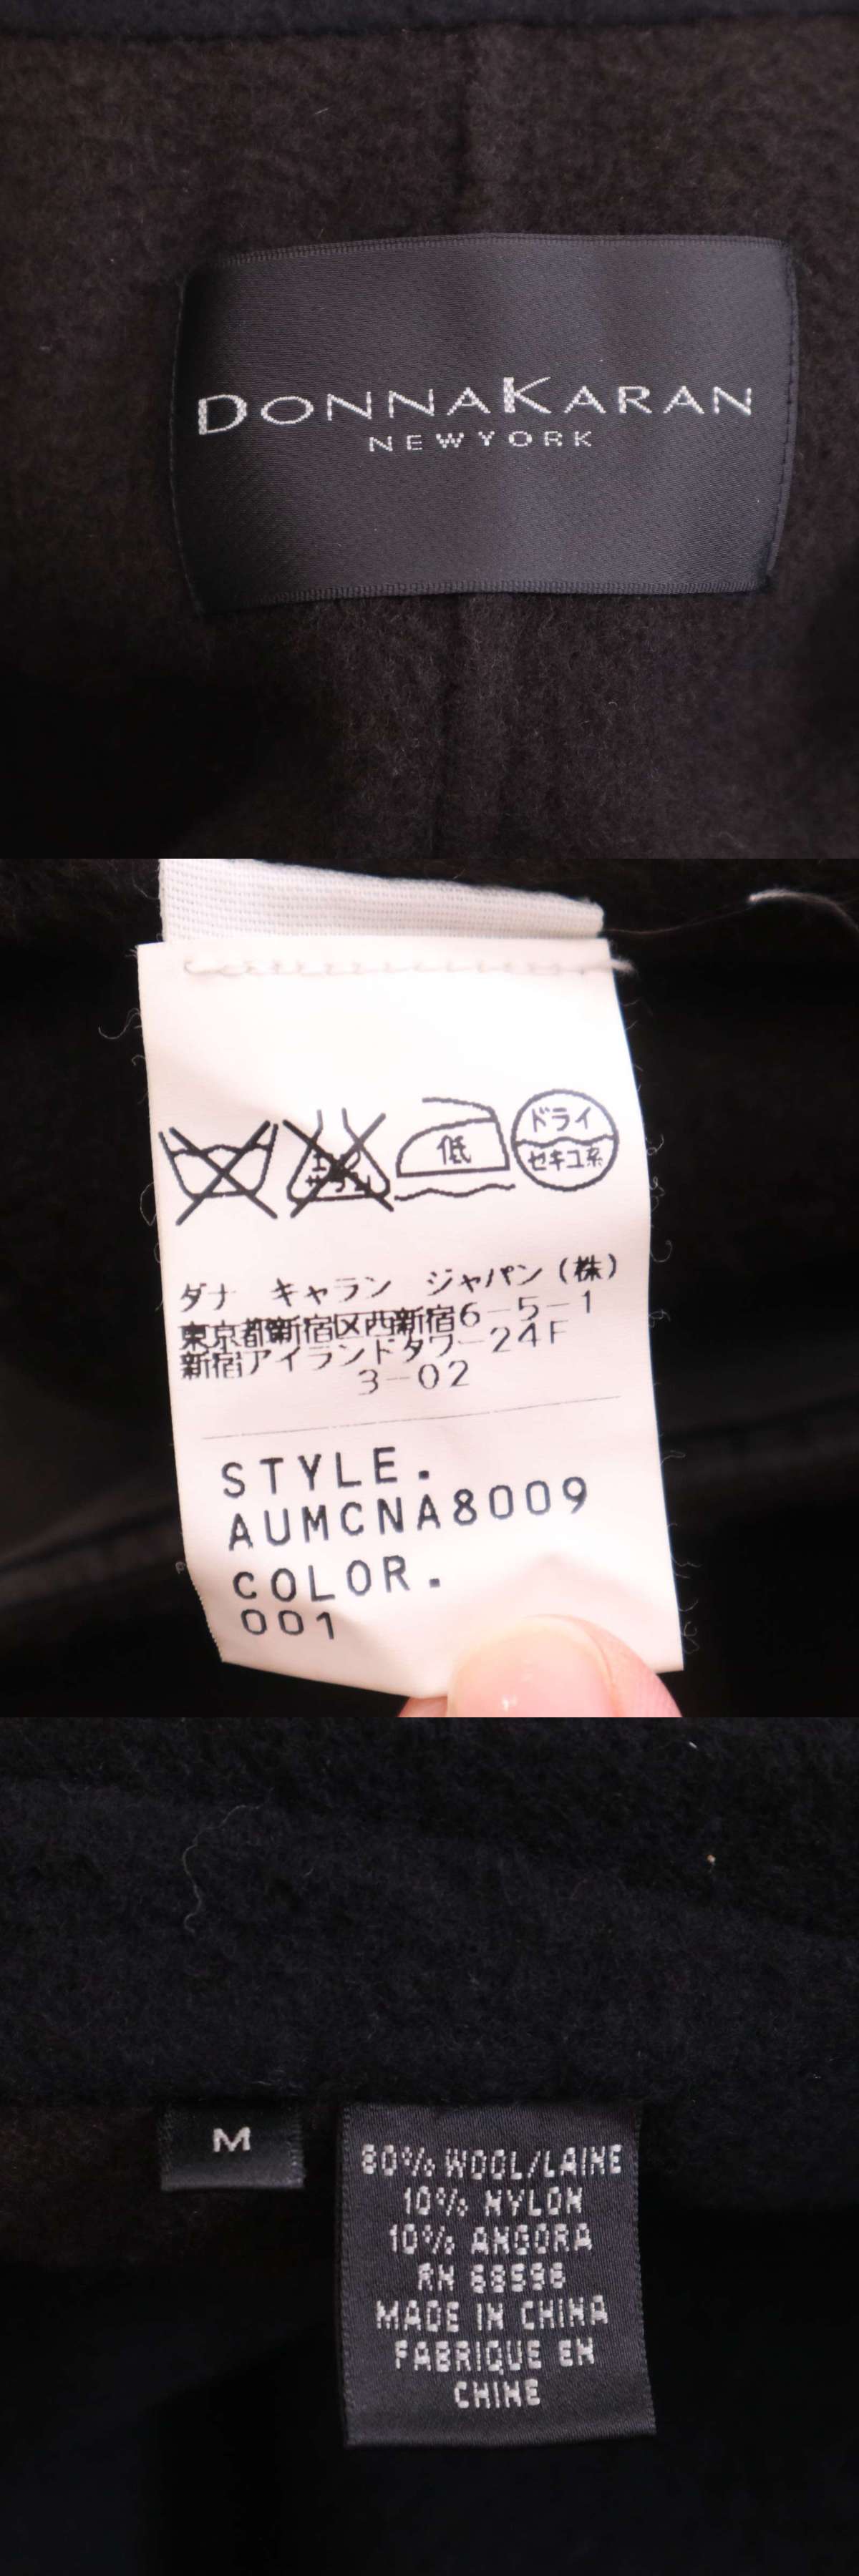 DONNAKARAN
NEWYORK
低
ドライ
セキユ系
ダナ キャラン ジャパン(株)
東京都新宿区西新宿6-5-1
新宿アイランドタワー24F
3-02
STYLE.
AUMCNA8009
COLOR.
001
M
80% WOOL/LAINE
10% NYLON
10% ANGORA
RN 68596
MADE IN CHINA
FABRIQUE EN
CHINE